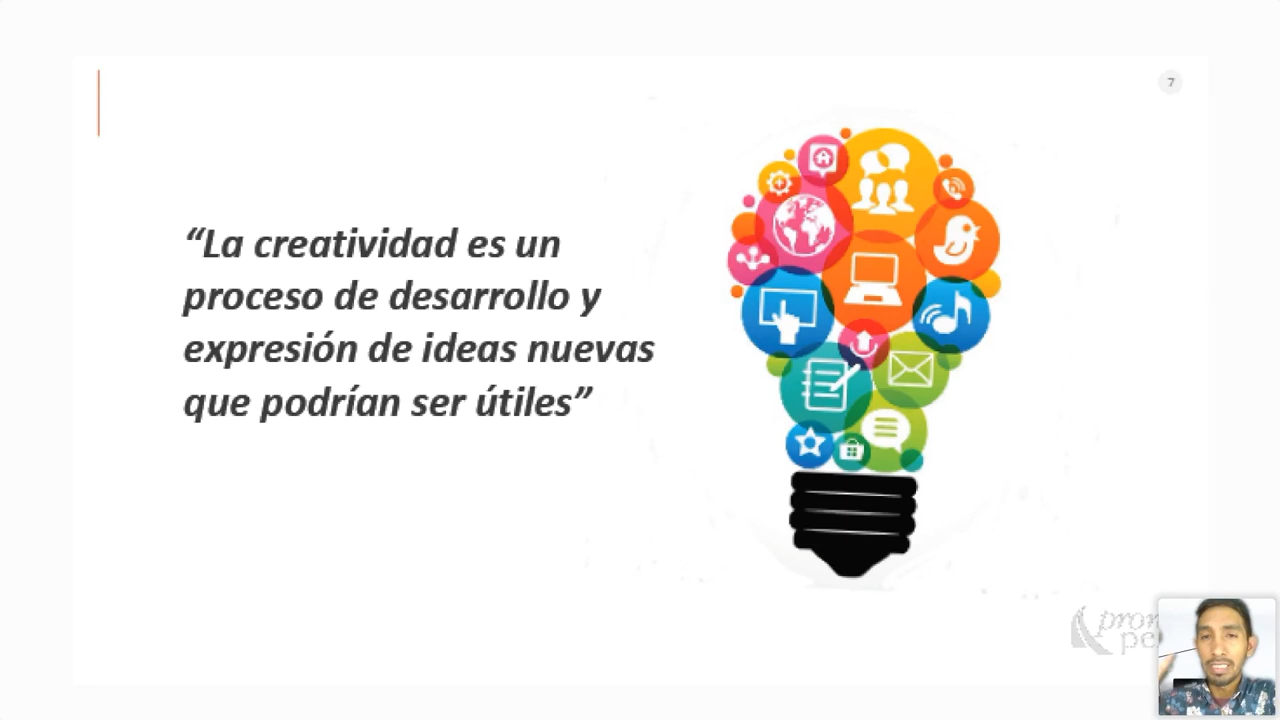 7
“La creatividad es un
proceso de desarrollo y
expresión de ideas nuevas
que podrían ser útiles”